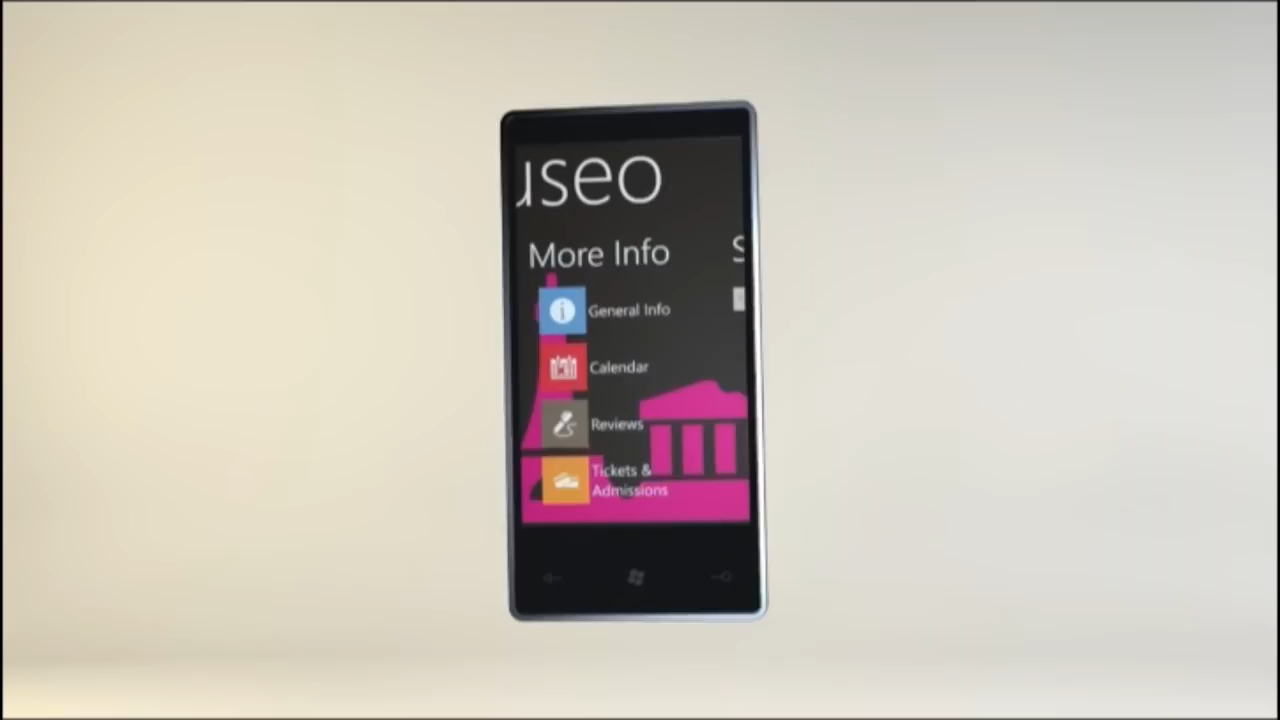 useo
More Info
S
General Info
Calendar
Reviews
Tickets &
Admissions